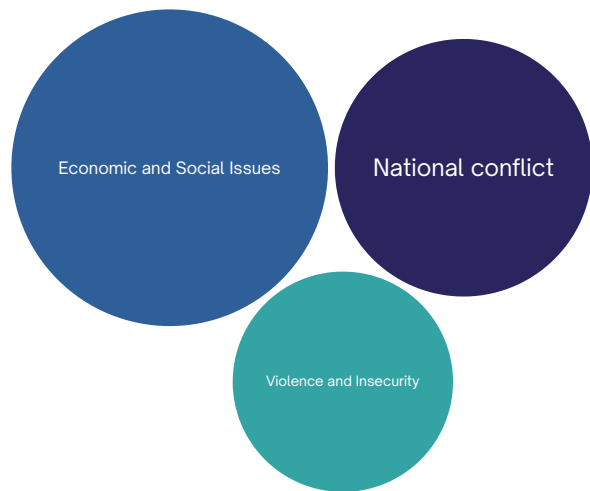 Economic and Social Issues
National conflict
Violence and Insecurity